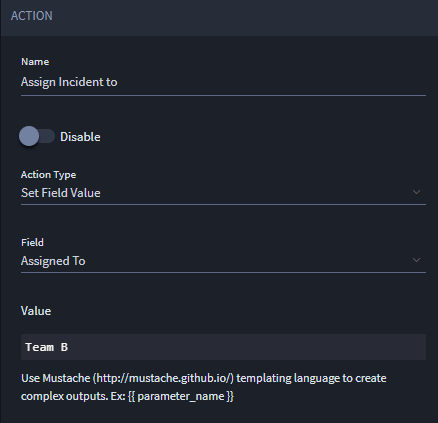 ACTION
Name
Assign Incident to
Disable
Action Type
Set Field Value
Field
Assigned To
Value
Team B
Use Mustache (http://mustache.github.io/) templating language to create
complex outputs. Ex: {{ parameter_name }}